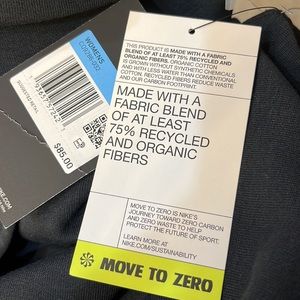 THIS PRODUCT IS MADE WITH A FABRIC
BLEND OF AT LEAST 75% RECYCLED AND
ORGANIC FIBERS. ORGANIC COTTON
IS GROWN WITHOUT SYNTHETIC CHEMICALS
AND WITH LESS WATER THAN CONVENTIONAL
COTTON. RECYCLED FIBERS REDUCE WASTE
AND OUR CARBON FOOTPRINT.
MADE WITH A
FABRIC BLEND
OF AT LEAST
75% RECYCLED
AND ORGANIC
FIBERS
MOVE TO ZERO IS NIKE'S
JOURNEY TOWARD ZERO CARBON
AND ZERO WASTE TO HELP
PROTECT THE FUTURE OF SPORT.
LEARN MORE AT
NIKE.COM/SUSTAINABILITY
MOVE TO ZERO
WOMENS
SUGGESTED RETAIL
$85.00